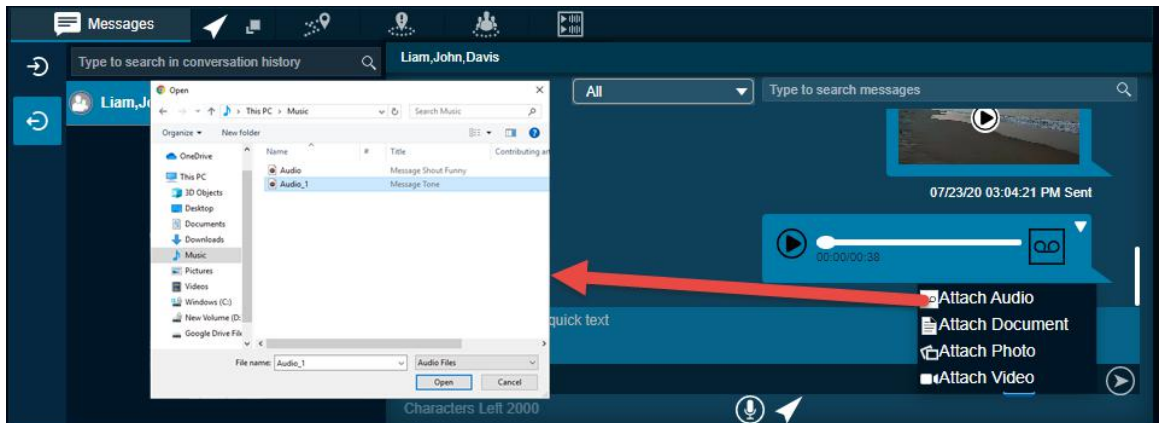 Messages
Type to search in conversation history
Liam,John,Davis
Liam,J
All
Type to search messages
07/23/20 03:04:21 PM Sent
00:00/00:38
Attach Audio
Attach Document
Attach Photo
Attach Video
quick text
Characters Left 2000
Open
This PC > Music
Search Music
Organize
New folder
Name
#
Title
Contributing art
Audio
Message Shout Funny
Audio_1
Message Tone
OneDrive
This PC
3D Objects
Desktop
Documents
Downloads
Music
Pictures
Videos
Windows (C:)
New Volume (D:
Google Drive File
File name:
Audio_1
Audio Files
Open
Cancel